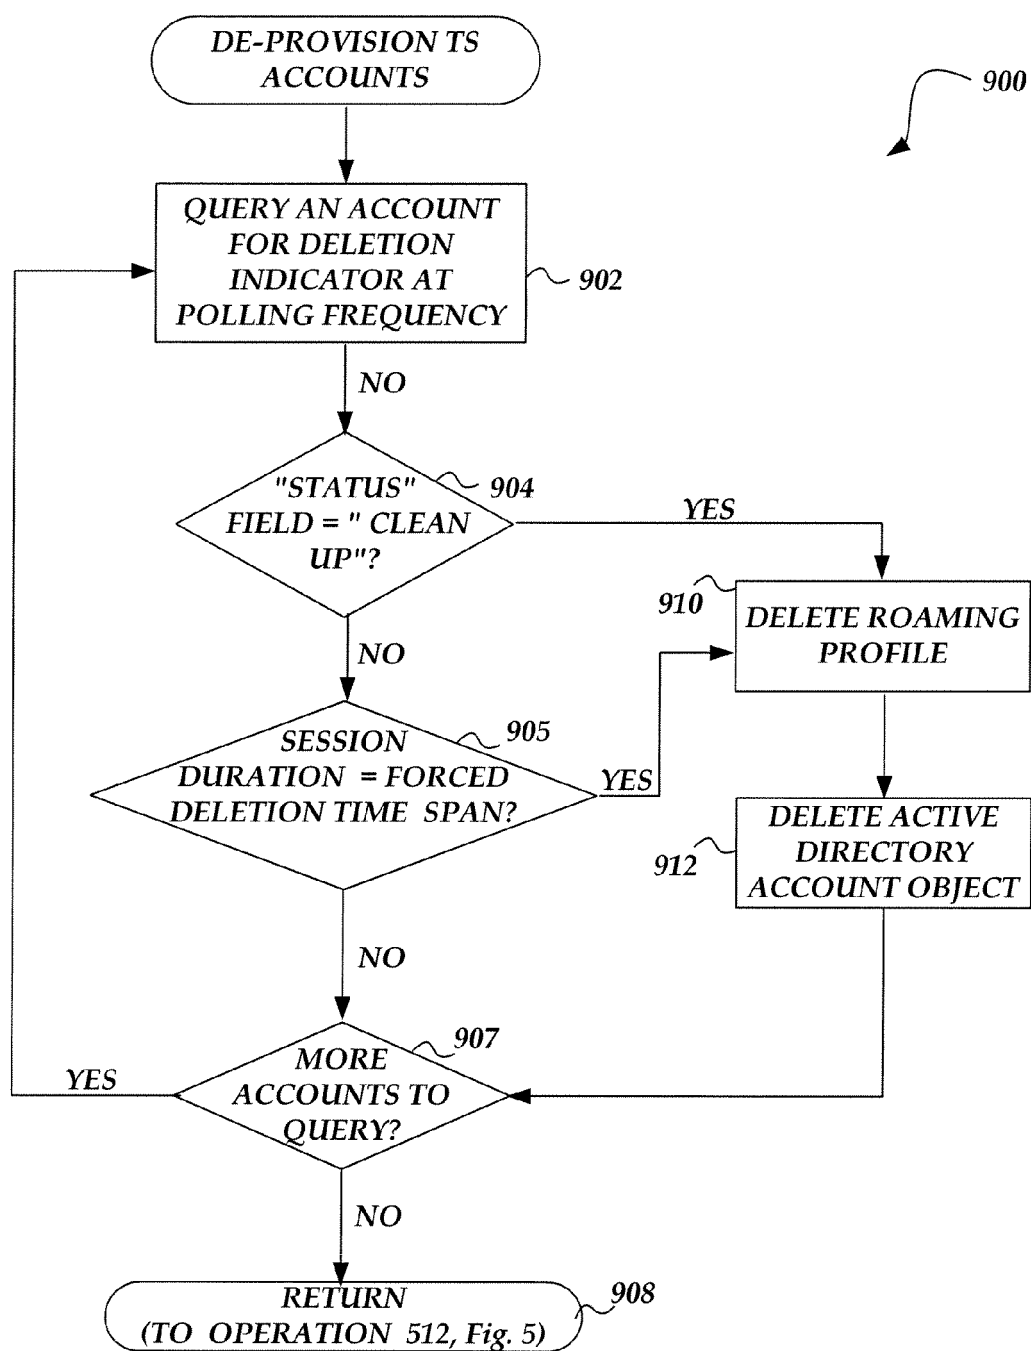 DE-PROVISION TS
ACCOUNTS
900
QUERY AN ACCOUNT
FOR DELETION
INDICATOR AT
POLLING FREQUENCY
902
NO
"STATUS"
FIELD = " CLEAN
UP"?
904
YES
910
DELETE ROAMING
PROFILE
NO
SESSION
DURATION = FORCED
DELETION TIME SPAN?
905
YES
DELETE ACTIVE
DIRECTORY
ACCOUNT OBJECT
912
NO
MORE
ACCOUNTS TO
QUERY?
907
YES
NO
RETURN
(TO OPERATION 512, Fig. 5)
908